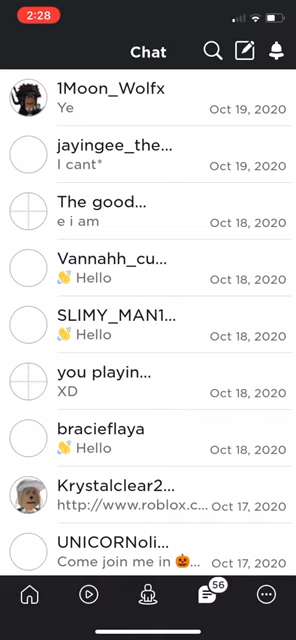 2:28
Chat
1Moon_Wolfx
Ye
Oct 19, 2020
jayingee_the...
I cant*
Oct 19, 2020
The good...
e i am
Oct 18, 2020
Vannahh_cu...
👋 Hello
Oct 18, 2020
SLIMY_MAN1...
👋 Hello
Oct 18, 2020
you playin...
XD
Oct 18, 2020
bracieflaya
👋 Hello
Oct 18, 2020
Krystalclear2...
http://www.roblox.c...
Oct 17, 2020
UNICORNoli...
Come join me in 🎃...
Oct 17, 2020
56